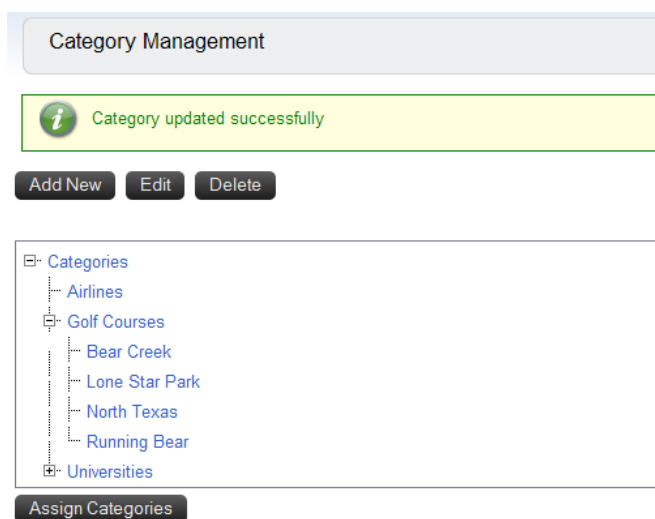 Category Management
Category updated successfully
Add New Edit Delete
Categories
Airlines
Golf Courses
Bear Creek
Lone Star Park
North Texas
Running Bear
Universities
Assign Categories